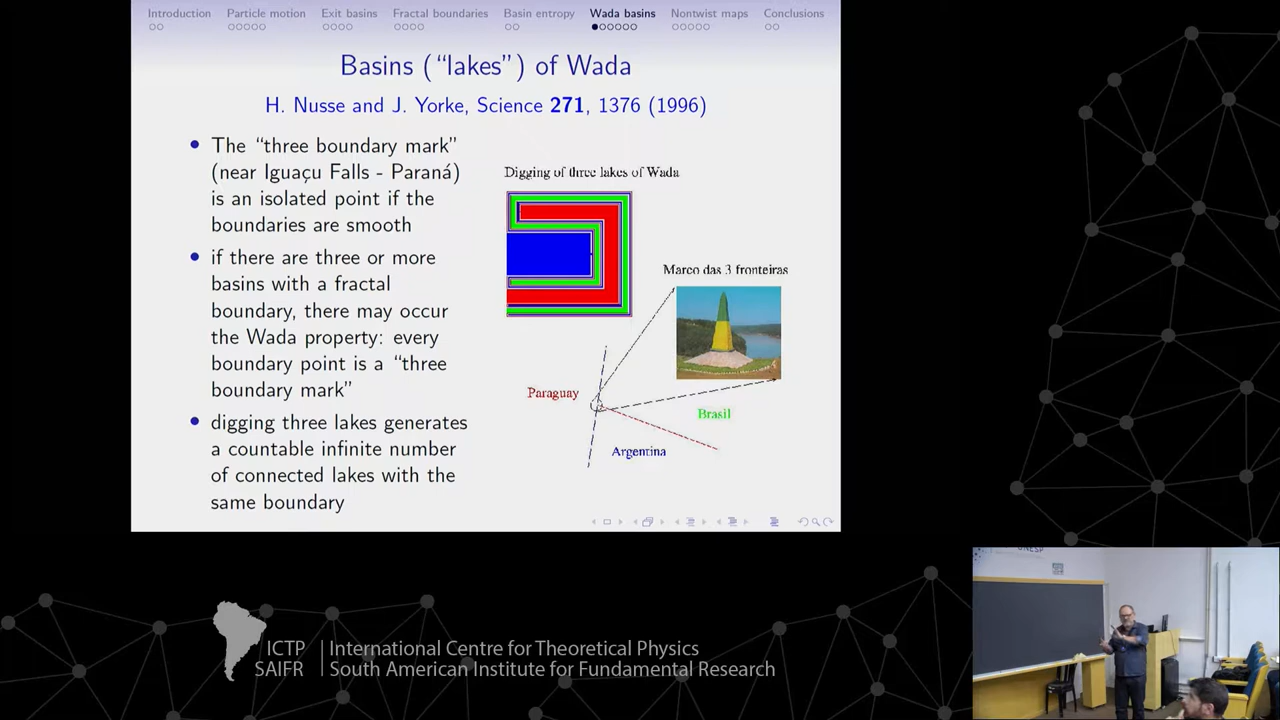 Introduction Particle motion Exit basins Fractal boundaries Basin entropy Wada basins Nontwist maps Conclusions
Basins (“lakes”) of Wada
H. Nusse and J. Yorke, Science 271, 1376 (1996)
• The “three boundary mark”
(near Iguaçu Falls - Paraná)
is an isolated point if the
boundaries are smooth
• if there are three or more
basins with a fractal
boundary, there may occur
the Wada property: every
boundary point is a “three
boundary mark”
• digging three lakes generates
a countable infinite number
of connected lakes with the
same boundary
Digging of three lakes of Wada
Marco das 3 fronteiras
Paraguay
Brasil
Argentina
UNESP
ICTP
SAIFR
International Centre for Theoretical Physics
South American Institute for Fundamental Research